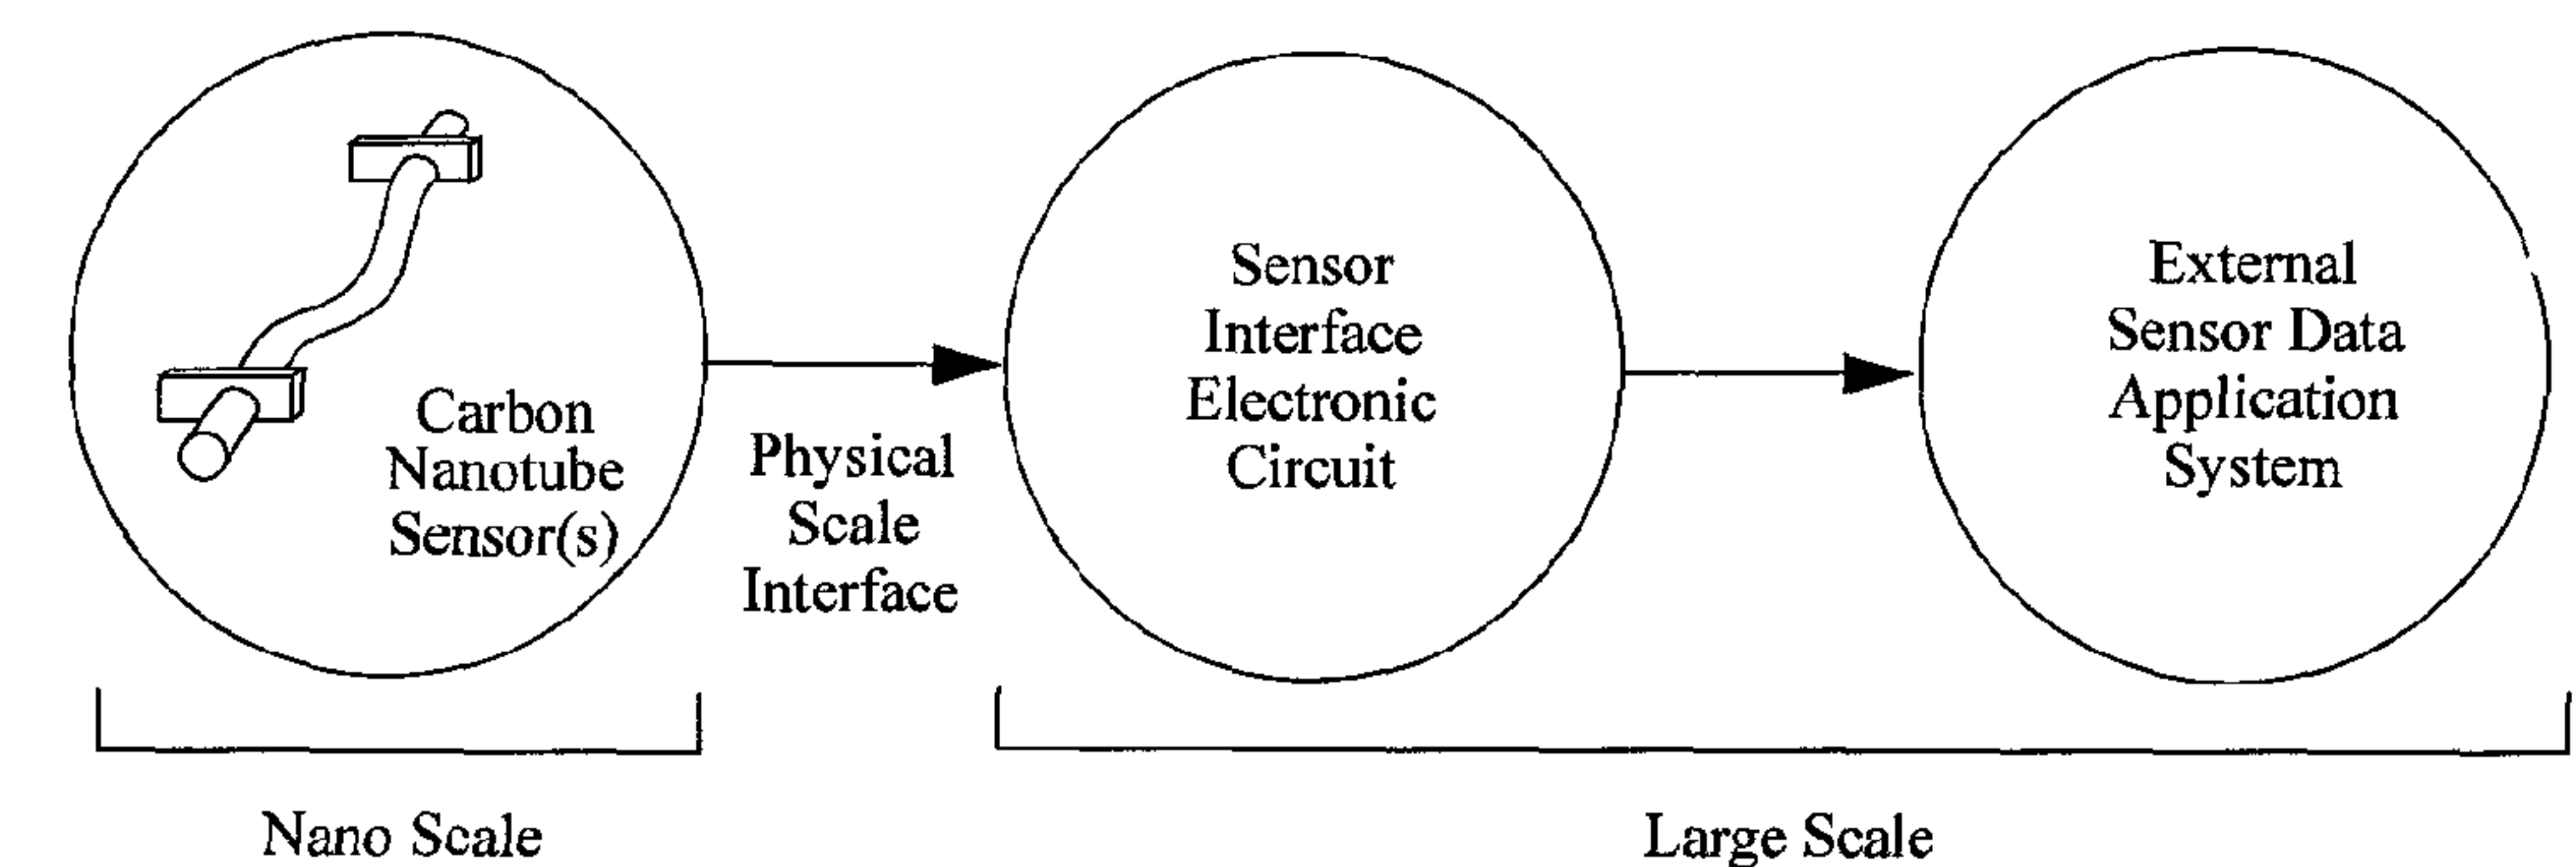 Carbon
Nanotube
Sensor(s)
Physical
Scale
Interface
Sensor
Interface
Electronic
Circuit
External
Sensor Data
Application
System
Nano Scale
Large Scale